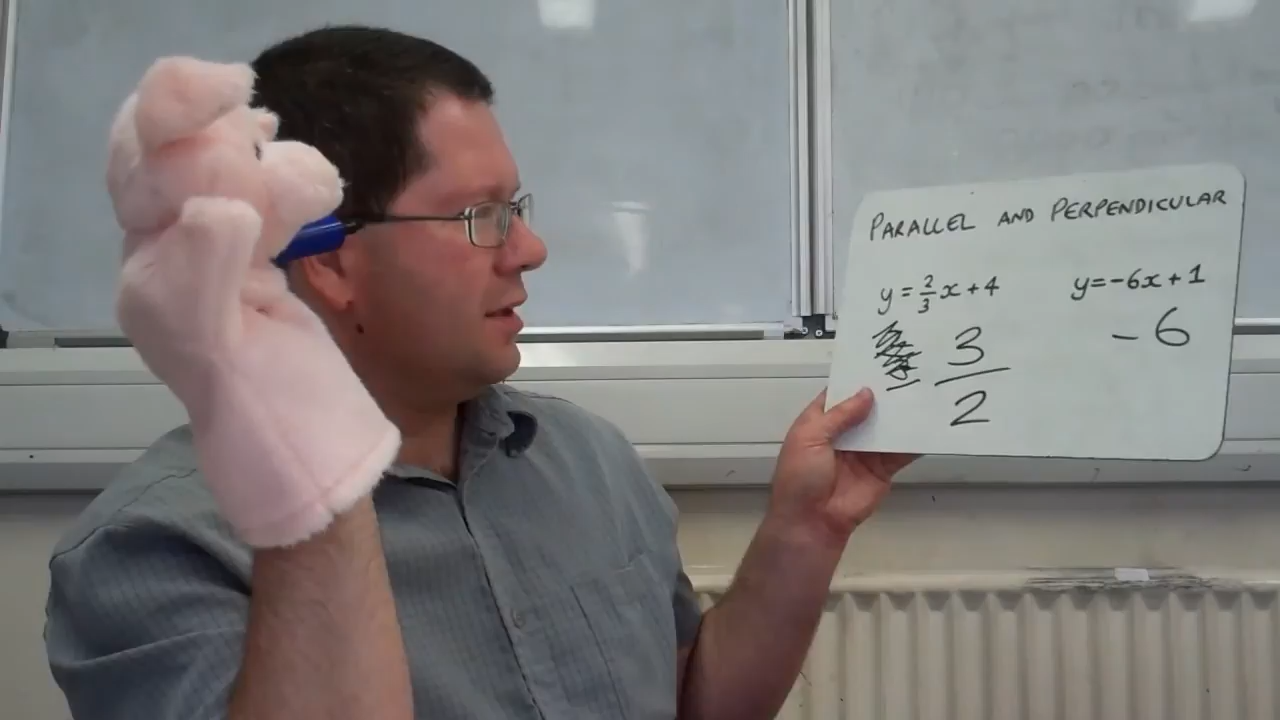 PARALLEL AND PERPENDICULAR
y = 2/3 x + 4 y = -6x + 1
3/2 -6